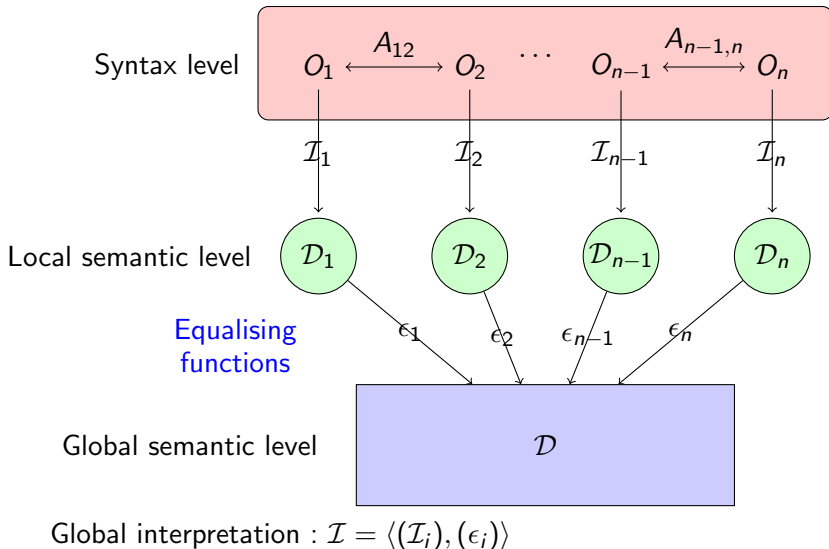 Syntax level O₁ A₁₂ O₂ ⋯ Oₙ₋₁ Aₙ₋₁,ₙ Oₙ
ℐ₁ ℐ₂ ℐₙ₋₁ ℐₙ
Local semantic level 𝒟₁ 𝒟₂ 𝒟ₙ₋₁ 𝒟ₙ
Equalising
functions
ϵ₁ ϵ₂ ϵₙ₋₁ ϵₙ
Global semantic level 𝒟
Global interpretation : ℐ = ⟨(ℐᵢ), (ϵᵢ)⟩